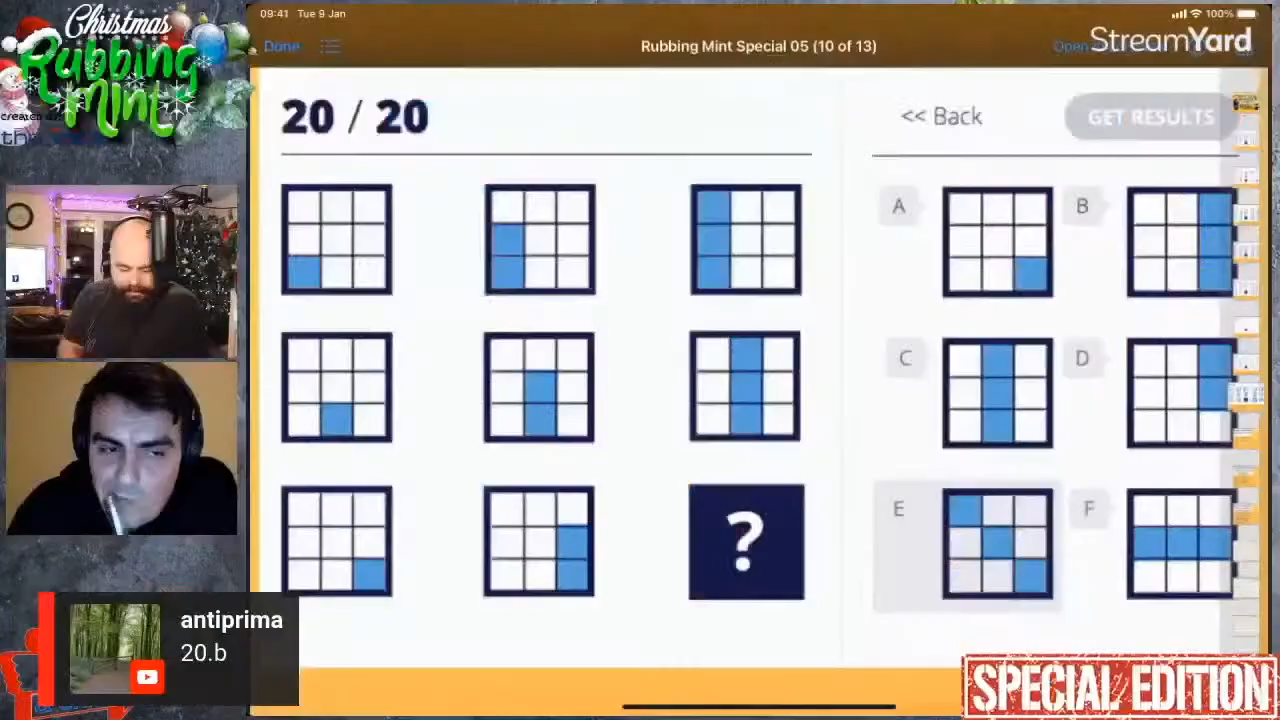 09:41 Tue 9 Jan
100%
Christmas
Rubbing
Mint
Done
Rubbing Mint Special 05 (10 of 13)
Open
StreamYard
20 / 20
<< Back
GET RESULTS
A
B
C
D
E
F
?
antiprima
20.b
SPECIAL EDITION